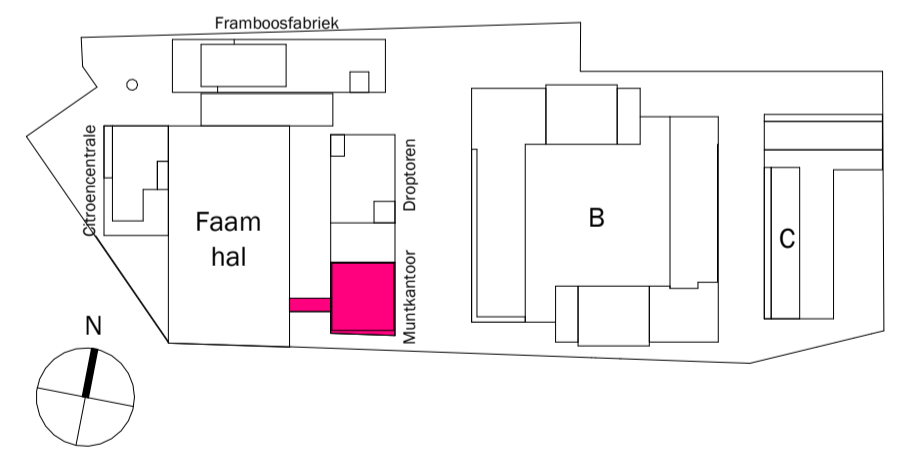 Framboosfabriek
Citroencentrale
Faam
hal
Droptoren
Muntkantoor
B
C
N